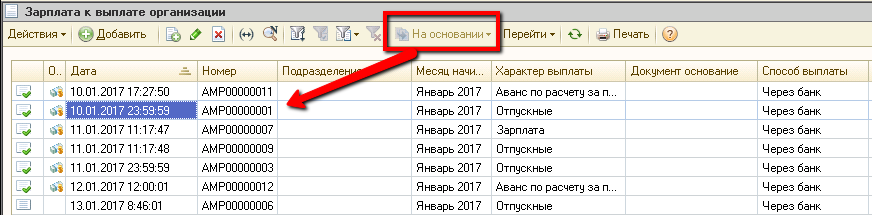 Зарплата к выплате организации
Действия Добавить На основании Перейти Печать
О.. Дата Номер Подразделение Месяц начи... Характер выплаты Документ основание Способ выплаты
10.01.2017 17:27:50 АМР00000011 Январь 2017 Аванс по расчету за п... Через банк
10.01.2017 23:59:59 АМР00000001 Январь 2017 Отпускные Через банк
11.01.2017 11:17:47 АМР00000007 Январь 2017 Зарплата Через банк
11.01.2017 11:17:48 АМР00000009 Январь 2017 Отпускные Через банк
11.01.2017 23:59:59 АМР00000003 Январь 2017 Отпускные Через банк
12.01.2017 12:00:01 АМР00000012 Январь 2017 Аванс по расчету за п... Через банк
13.01.2017 8:46:01 АМР00000006 Январь 2017 Отпускные Через банк